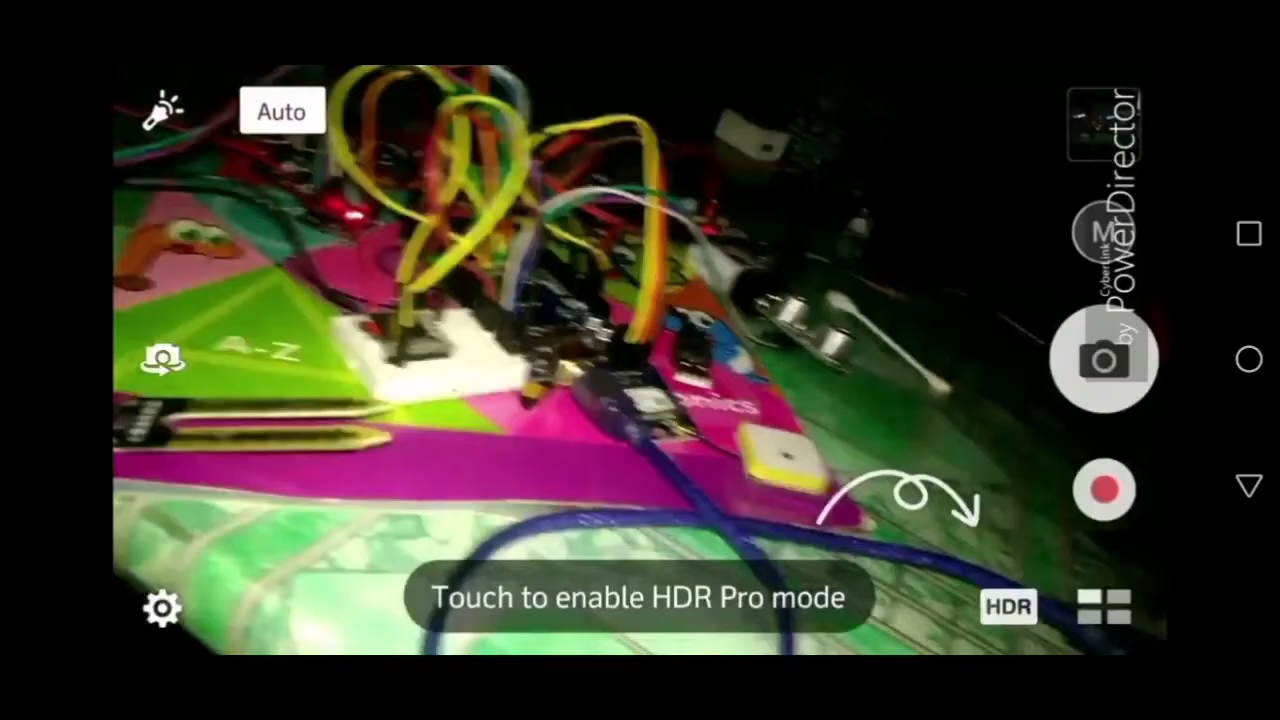 Auto
M
by CyberLink PowerDirector
A-Z
Touch to enable HDR Pro mode
HDR